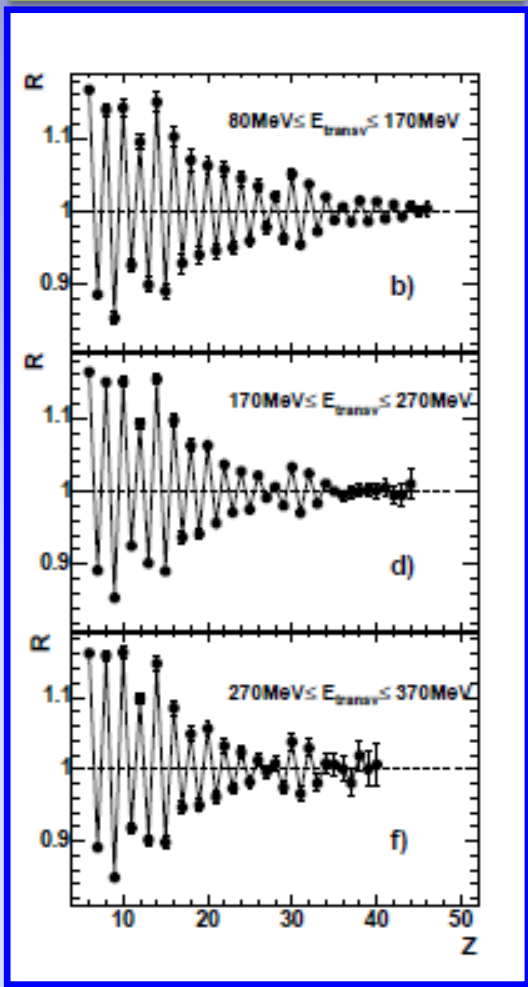 R
80MeV≤ E_transv≤ 170MeV
1.1
1
0.9
b)
R
170MeV≤ E_transv≤ 270MeV
1.1
1
0.9
d)
R
270MeV≤ E_transv≤ 370MeV
1.1
1
0.9
f)
10 20 30 40 50
Z